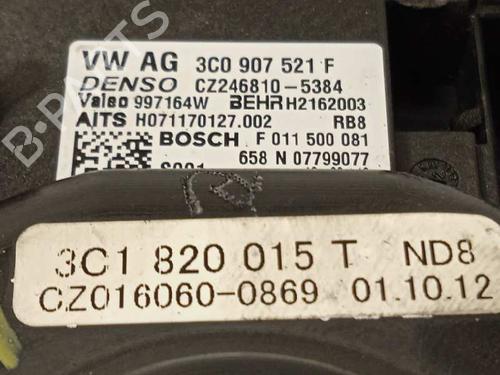 VW AG 3C0 907 521 F
DENSO CZ246810-5384
Valeo 997164W BEHR H2162003
AITS H071170127.002 RB8
BOSCH F 011 500 081
658 N 07799077
3C1 820 015 T ND8
CZ016060-0869 01.10.12
B-PARTS